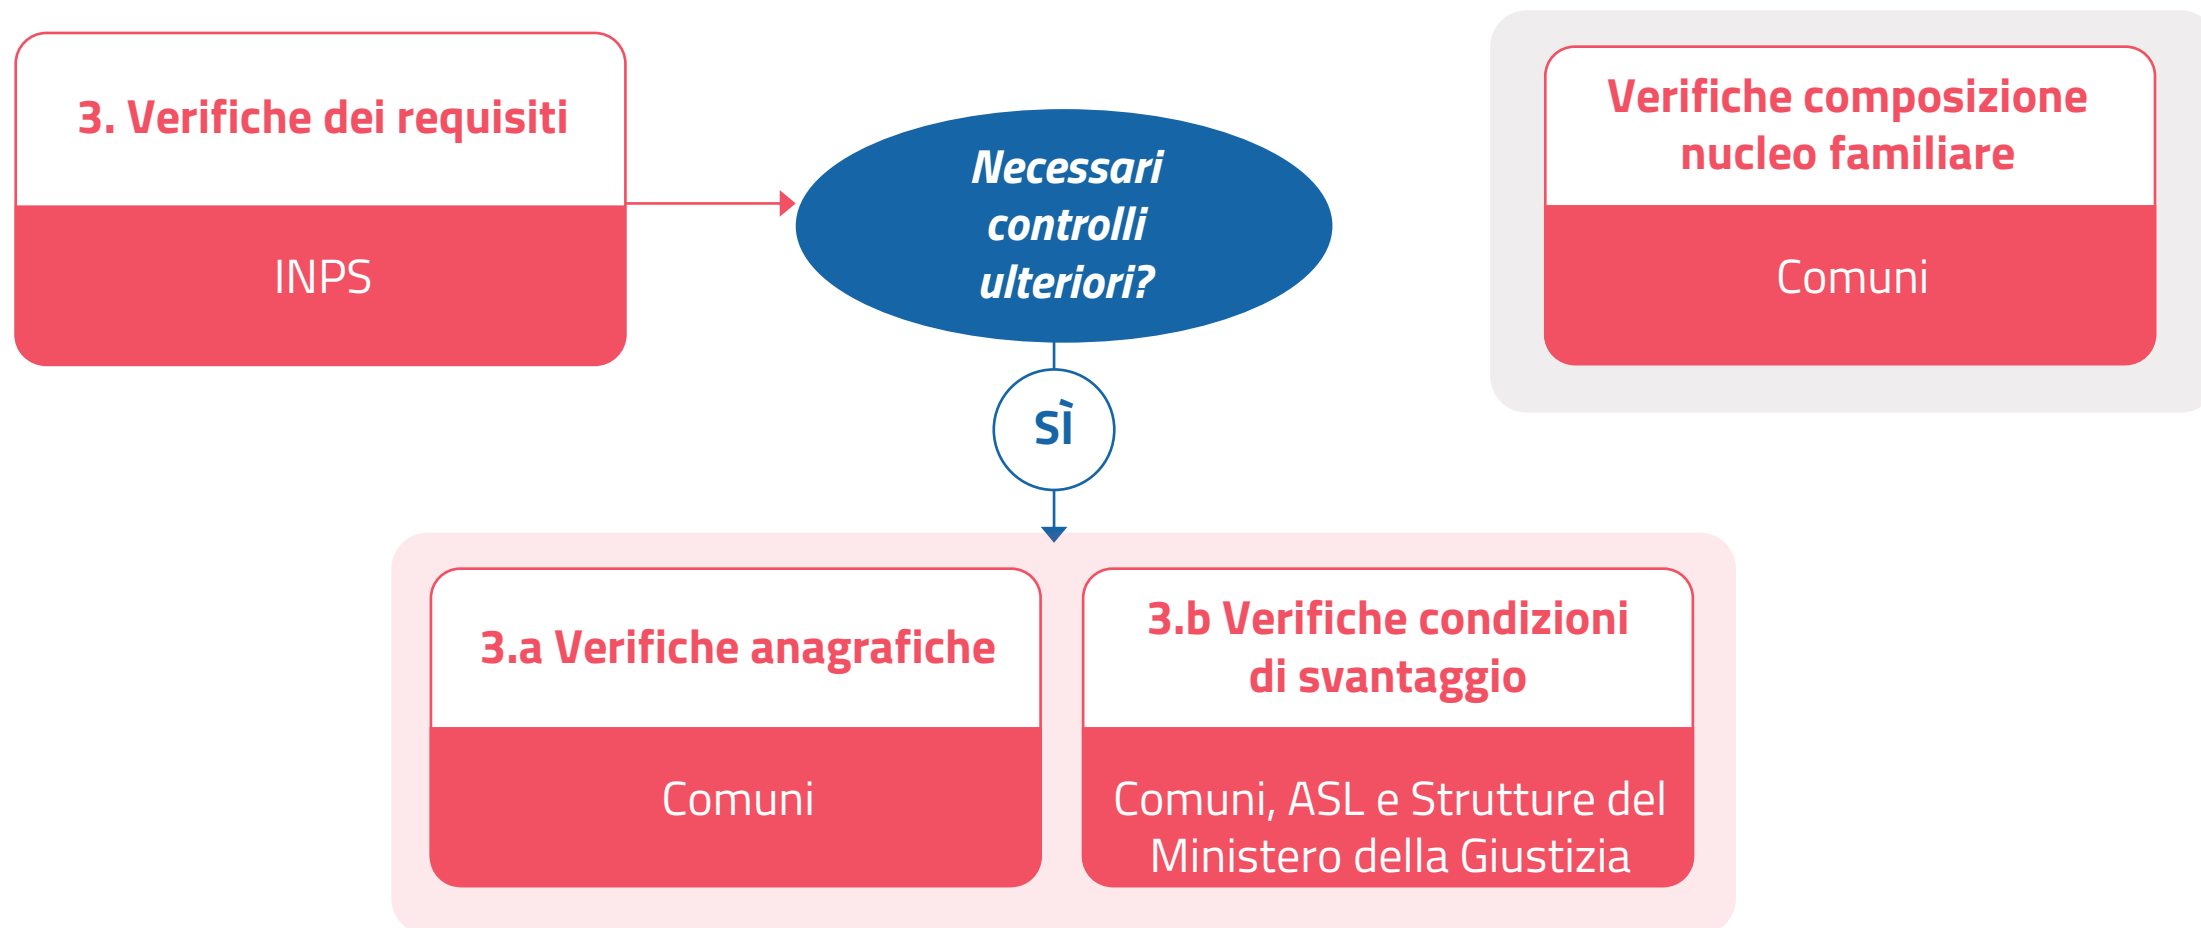 3. Verifiche dei requisiti
INPS
Necessari
controlli
ulteriori?
SÌ
Verifiche composizione
nucleo familiare
Comuni
3.a Verifiche anagrafiche
Comuni
3.b Verifiche condizioni
di svantaggio
Comuni, ASL e Strutture del
Ministero della Giustizia